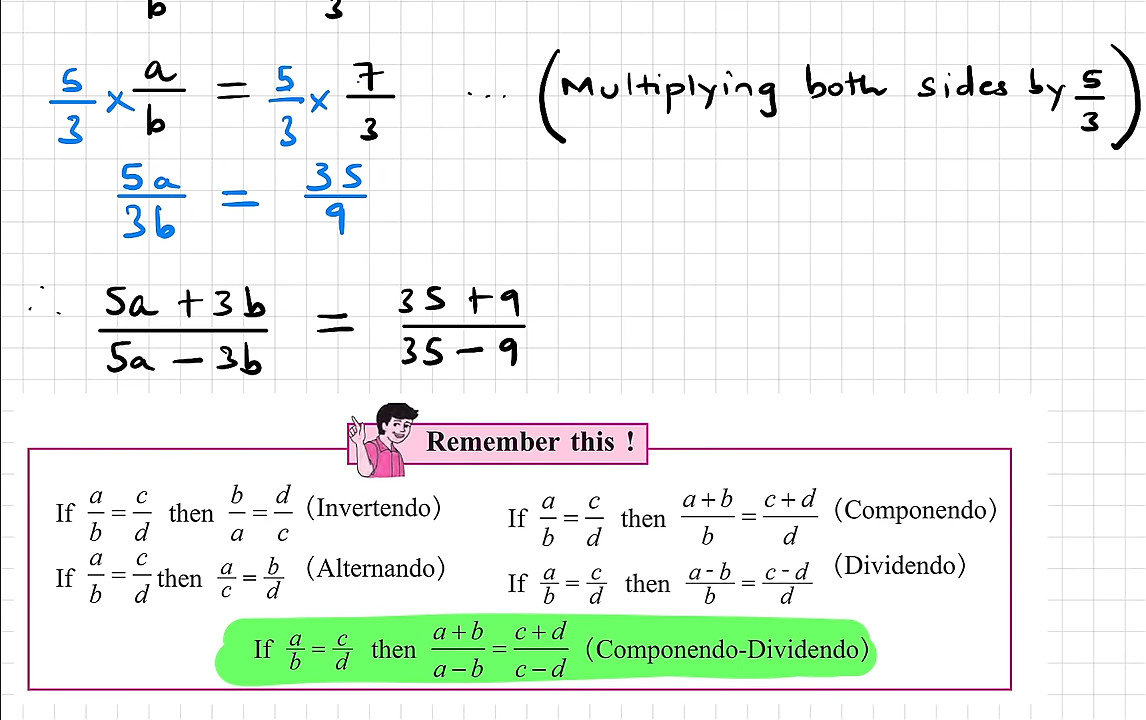 b 3
5/3 × a/b = 5/3 × 7/3 ... (Multiplying both sides by 5/3)
5a/3b = 35/9
∴ 5a + 3b / 5a − 3b = 35 + 9 / 35 − 9
Remember this !
If a/b = c/d then b/a = d/c (Invertendo)
If a/b = c/d then a+b/b = c+d/d (Componendo)
If a/b = c/d then a/c = b/d (Alternando)
If a/b = c/d then a-b/b = c-d/d (Dividendo)
If a/b = c/d then a+b/a−b = c+d/c−d (Componendo-Dividendo)